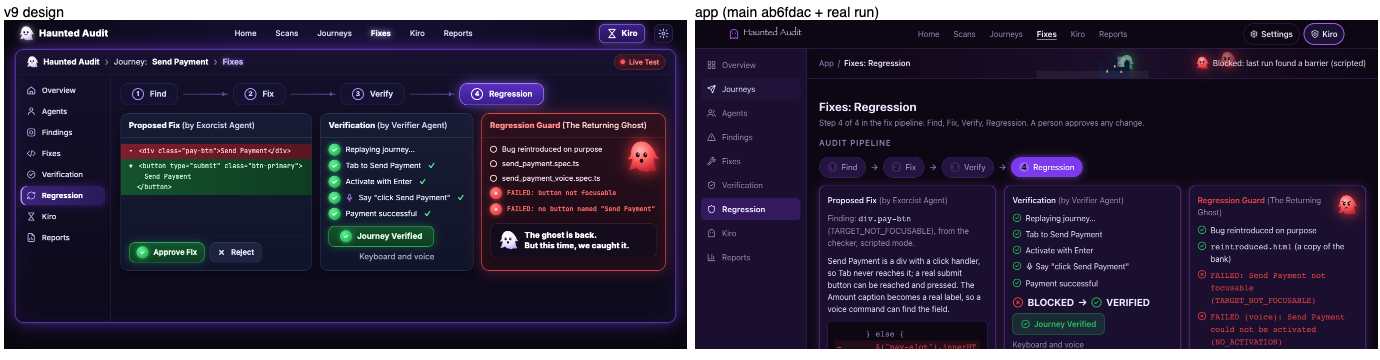 v9 design
Haunted Audit
Home Scans Journeys Fixes Kiro Reports
Kiro
Haunted Audit > Journey: Send Payment > Fixes
Live Test
Overview
Agents
Findings
Fixes
Verification
Regression
Kiro
Reports
1 Find
2 Fix
3 Verify
4 Regression
Proposed Fix (by Exorcist Agent)
- <div class="pay-btn">Send Payment</div>
+ <button type="submit" class="btn-primary">
Send Payment
</button>
Approve Fix
Reject
Verification (by Verifier Agent)
Replaying journey...
Tab to Send Payment
Activate with Enter
Say "click Send Payment"
Payment successful
Journey Verified
Keyboard and voice
Regression Guard (The Returning Ghost)
Bug reintroduced on purpose
send_payment.spec.ts
send_payment_voice.spec.ts
FAILED: button not focusable
FAILED: no button named "Send Payment"
The ghost is back.
But this time, we caught it.
app (main ab6fdac + real run)
Haunted Audit
Home Scans Journeys Fixes Kiro Reports
Settings
Kiro
App / Fixes: Regression
Blocked: last run found a barrier (scripted)
Overview
Journeys
Agents
Findings
Fixes
Verification
Regression
Kiro
Reports
Fixes: Regression
Step 4 of 4 in the fix pipeline: Find, Fix, Verify, Regression. A person approves any change.
AUDIT PIPELINE
1 Find → 2 Fix → 3 Verify → 4 Regression
Proposed Fix (by Exorcist Agent)
Finding: div.pay-btn
(TARGET_NOT_FOCUSABLE), from the
checker, scripted mode.
Send Payment is a div with a click handler,
so Tab never reaches it; a real submit
button can be reached and pressed. The
Amount caption becomes a real label, so a
voice command can find the field.
} else {
- $("pay-slot").innerHT
Verification (by Verifier Agent)
Replaying journey...
Tab to Send Payment
Activate with Enter
Say "click Send Payment"
Payment successful
BLOCKED → VERIFIED
Journey Verified
Keyboard and voice
Regression Guard (The Returning
Ghost)
Bug reintroduced on purpose
reintroduced.html (a copy of the
bank)
FAILED: Send Payment not
focusable
(TARGET_NOT_FOCUSABLE)
FAILED (voice): Send Payment
could not be activated
(NO_ACTIVATION)